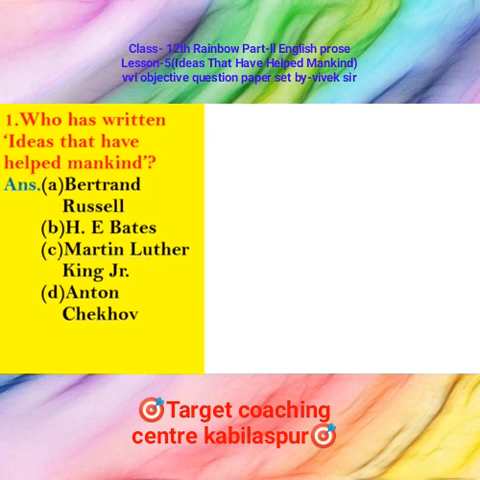 Class- 12th Rainbow Part-II English prose
Lesson-5(Ideas That Have Helped Mankind)
vvi objective question paper set by-vivek sir
1.Who has written
‘Ideas that have
helped mankind’?
Ans.(a)Bertrand
Russell
(b)H. E Bates
(c)Martin Luther
King Jr.
(d)Anton
Chekhov
🎯Target coaching
centre kabilaspur🎯